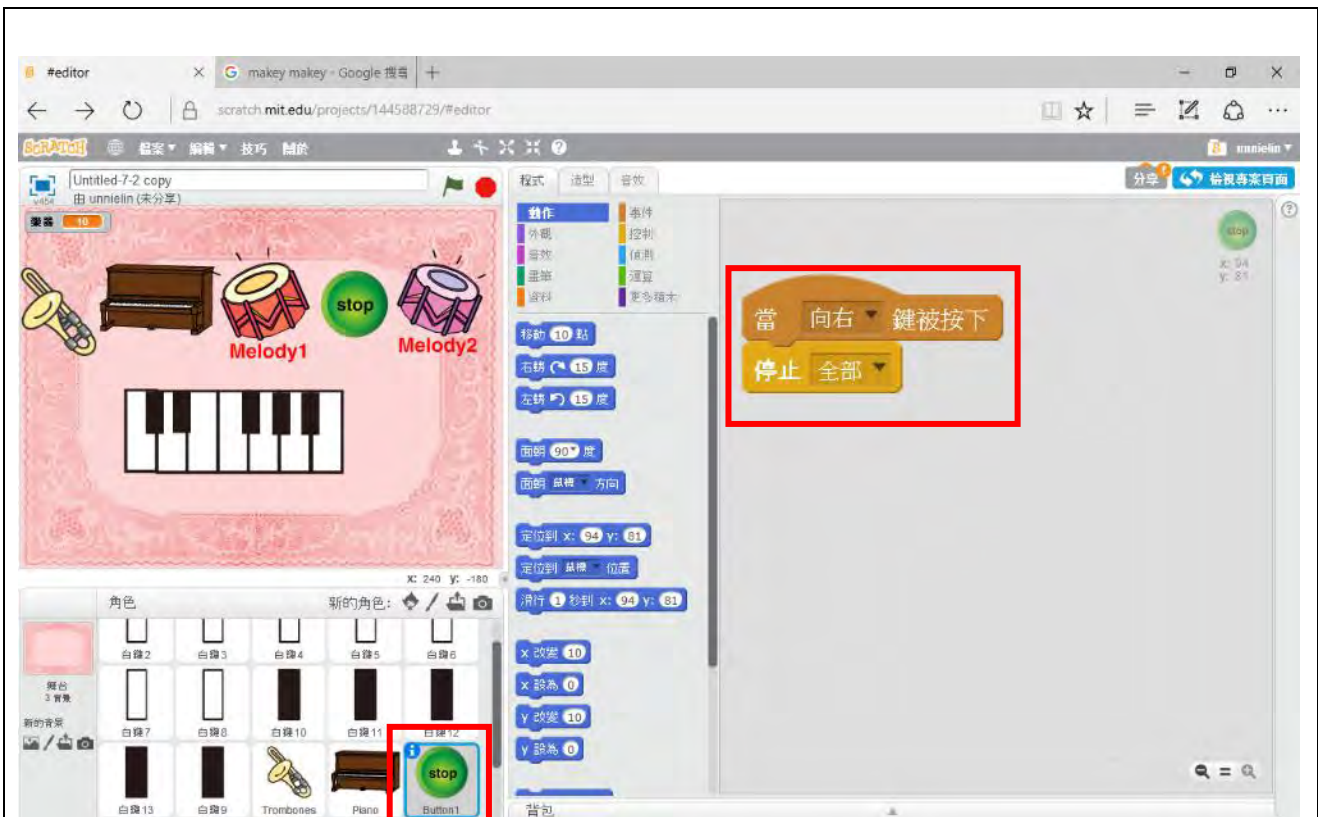 #editor
makey makey - Google 搜尋
scratch.mit.edu/projects/144588729/#editor
SCRATCH 檔案 編輯 技巧 關於
unnielin
Untitled-7-2 copy
由 unnielin (未分享)
v454
程式 造型 音效
分享
檢視專案頁面
樂器 10
stop
Melody1
Melody2
動作 事件
外觀 控制
音效 偵測
畫筆 運算
資料 更多積木
移動 10 點
右轉 15 度
左轉 15 度
面朝 90 度
面朝 鼠標 方向
定位到 x: 94 y: 81
定位到 鼠標 位置
滑行 1 秒到 x: 94 y: 81
x 改變 10
x 設為 0
y 改變 10
y 設為 0
當 向右 鍵被按下
停止 全部
stop
x: 94
y: 81
x: 240 y: -180
角色 新的角色:
舞台
3 背景
新的背景
白鍵2 白鍵3 白鍵4 白鍵5 白鍵6
白鍵7 白鍵8 白鍵10 白鍵11 白鍵12
stop
白鍵13 白鍵9 Trombones Piano Button1
背包